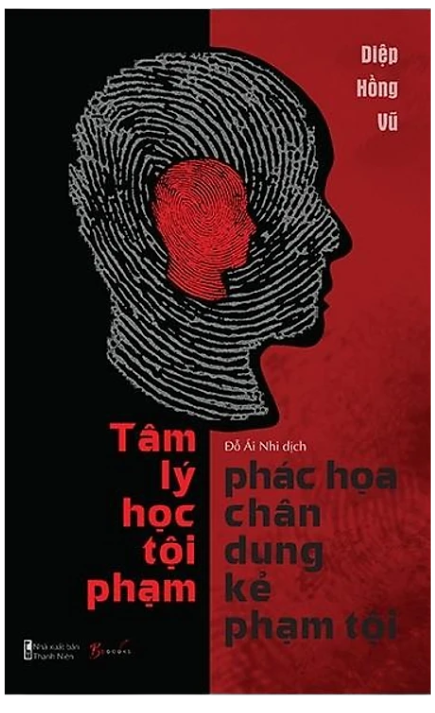 Diệp
Hồng
Vũ
Tâm
lý
học
tội
phạm
Đỗ Ái Nhi dịch
phác họa
chân
dung
kẻ
phạm tội
Nhà xuất bản
Thanh Niên
BOOKS